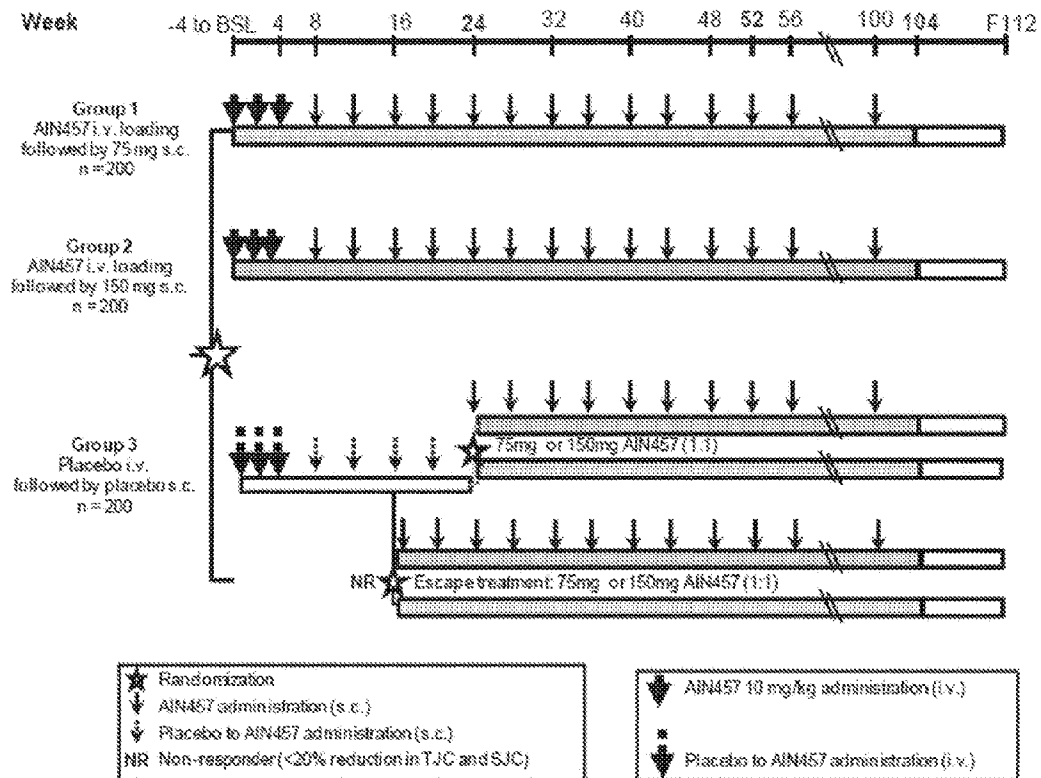 Week
-4 to BSL 4 8 16 24 32 40 48 52 56 100 104 F112
Group 1
AIN457 i.v. loading
followed by 75 mg s.c.
n = 200
Group 2
AIN457 i.v. loading
followed by 150 mg s.c.
n = 200
Group 3
Placebo i.v.
followed by placebo s.c.
n = 200
75mg or 150mg AIN457 (1:1)
NR Escape treatment: 75mg or 150mg AIN457 (1:1)
Randomization
AIN457 administration (s.c.)
Placebo to AIN457 administration (s.c.)
NR Non-responder (<20% reduction in TJC and SJC)
AIN457 10 mg/kg administration (i.v.)
Placebo to AIN457 administration (i.v.)